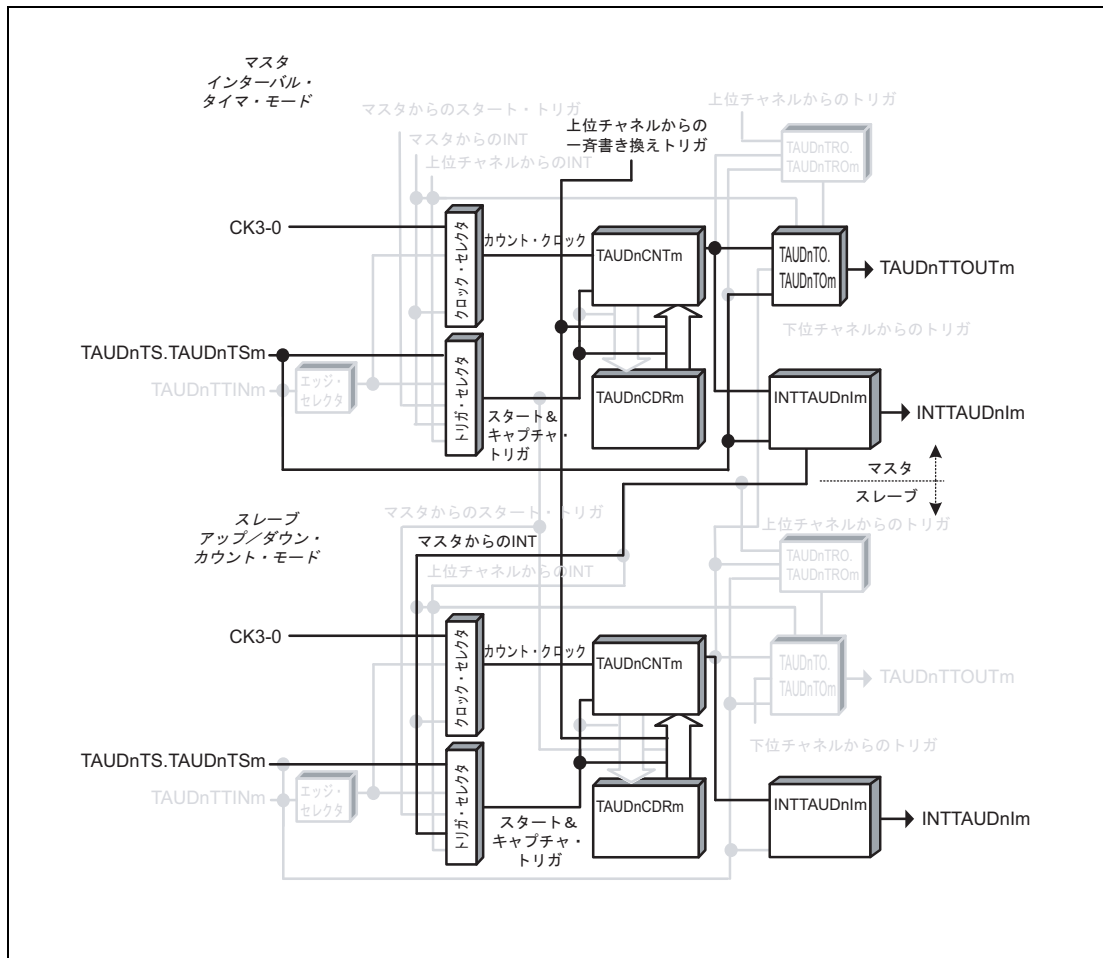 マスタ
インターバル・
タイマ・モード
マスタからのスタート・トリガ
マスタからのINT
上位チャネルからのINT
上位チャネルからの
一斉書き換えトリガ
上位チャネルからのトリガ
TAUDnTRO.
TAUDnTROm
CK3-0
クロック・セレクタ
カウント・クロック
TAUDnCNTm
TAUDnTO.
TAUDnTOm
TAUDnTTOUTm
下位チャネルからのトリガ
TAUDnTS.TAUDnTSm
TAUDnTTINm
エッジ・
セレクタ
トリガ・セレクタ
スタート&
キャプチャ・
トリガ
TAUDnCDRm
INTTAUDnIm
INTTAUDnIm
マスタ
スレーブ
スレーブ
アップ/ダウン・
カウント・モード
マスタからのスタート・トリガ
マスタからのINT
上位チャネルからのINT
上位チャネルからのトリガ
TAUDnTRO.
TAUDnTROm
CK3-0
クロック・セレクタ
カウント・クロック
TAUDnCNTm
TAUDnTO.
TAUDnTOm
TAUDnTTOUTm
下位チャネルからのトリガ
TAUDnTS.TAUDnTSm
TAUDnTTINm
エッジ・
セレクタ
トリガ・セレクタ
スタート&
キャプチャ・
トリガ
TAUDnCDRm
INTTAUDnIm
INTTAUDnIm